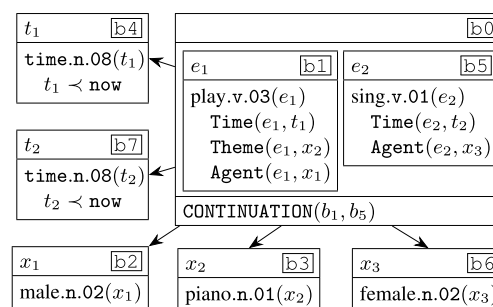 t₁ b4
time.n.08(t₁)
t₁ ≺ now
t₂ b7
time.n.08(t₂)
t₂ ≺ now
b0
e₁ b1
play.v.03(e₁)
Time(e₁, t₁)
Theme(e₁, x₂)
Agent(e₁, x₁)
e₂ b5
sing.v.01(e₂)
Time(e₂, t₂)
Agent(e₂, x₃)
CONTINUATION(b₁, b₅)
x₁ b2
male.n.02(x₁)
x₂ b3
piano.n.01(x₂)
x₃ b6
female.n.02(x₃)